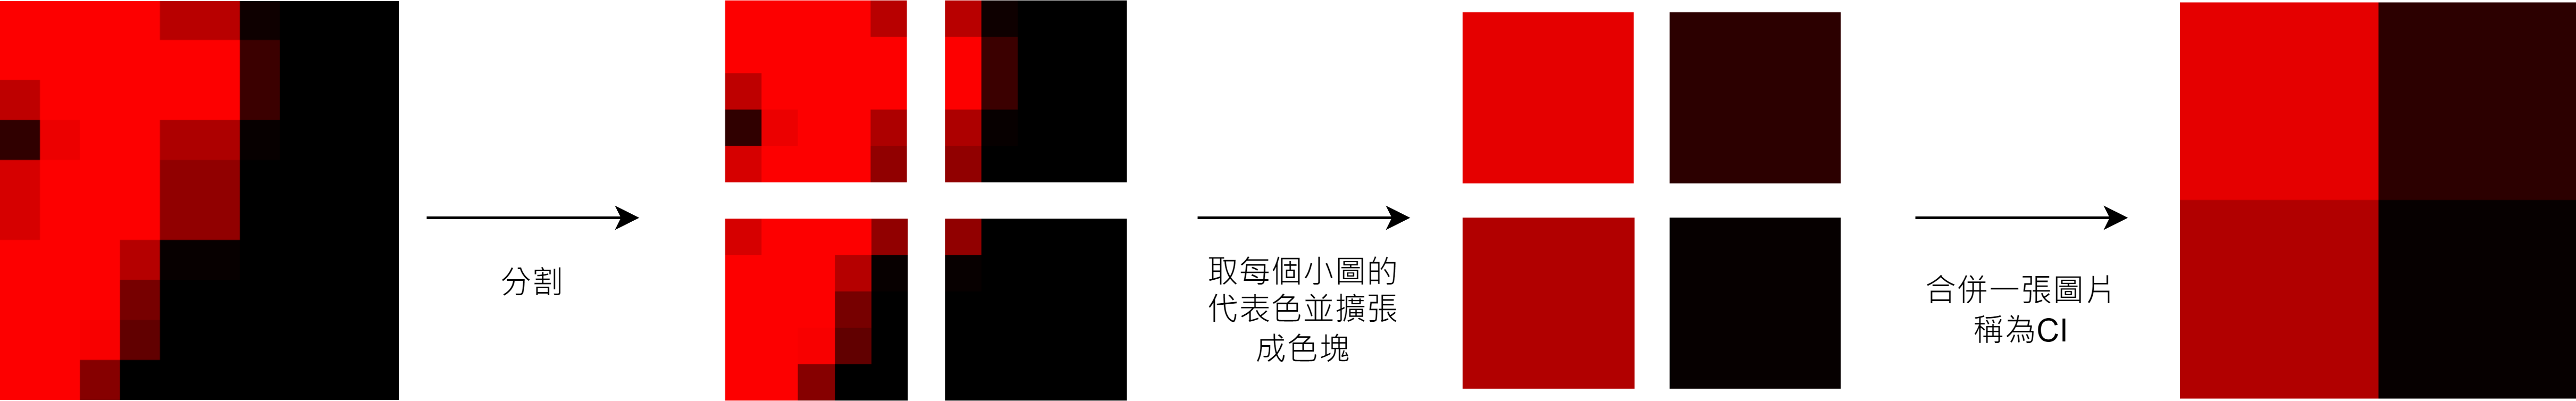 分割
取每個小圖的
代表色並擴張
成色塊
合併一張圖片
稱為CI